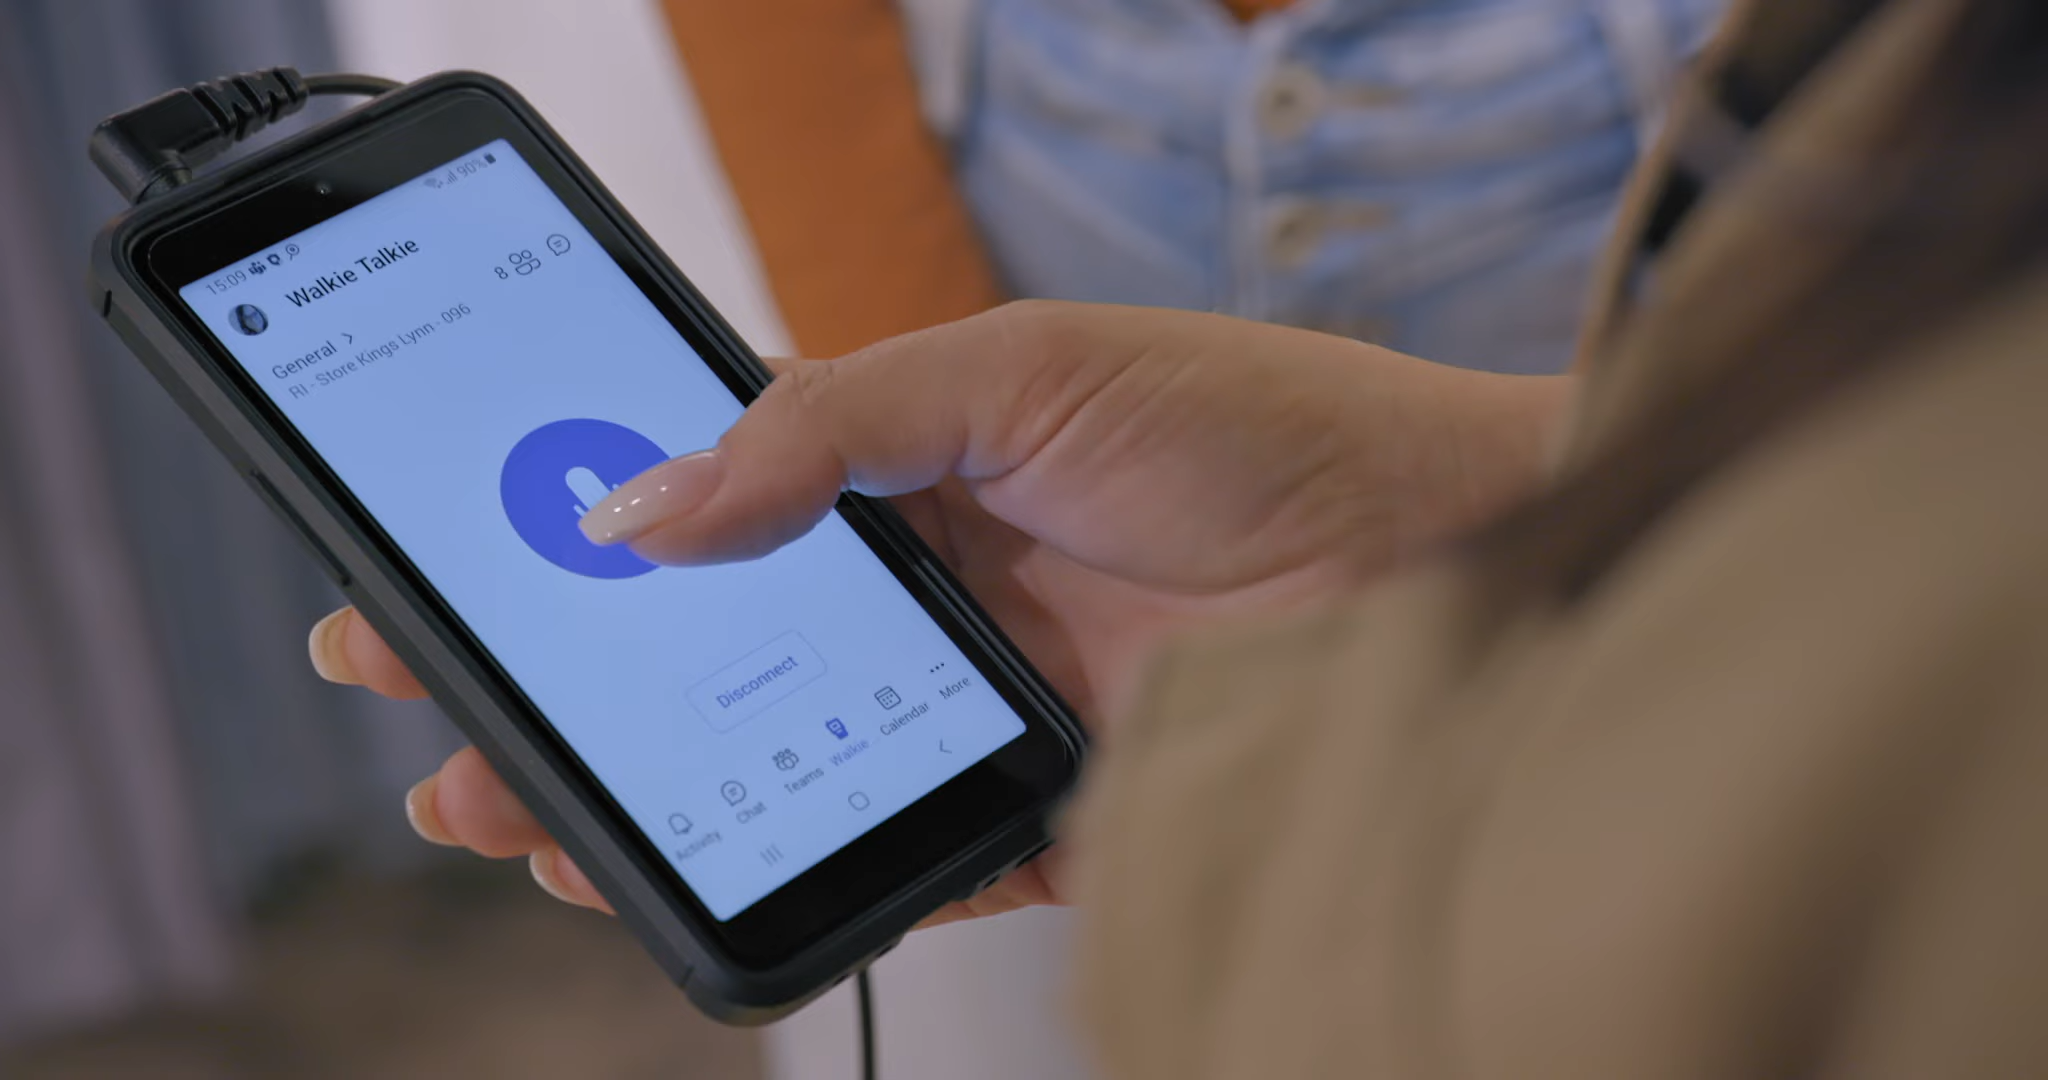 15:09 90%
Walkie Talkie
8
General >
RI - Store Kings Lynn - 096
Disconnect
Activity Chat Teams Walkie... Calendar More